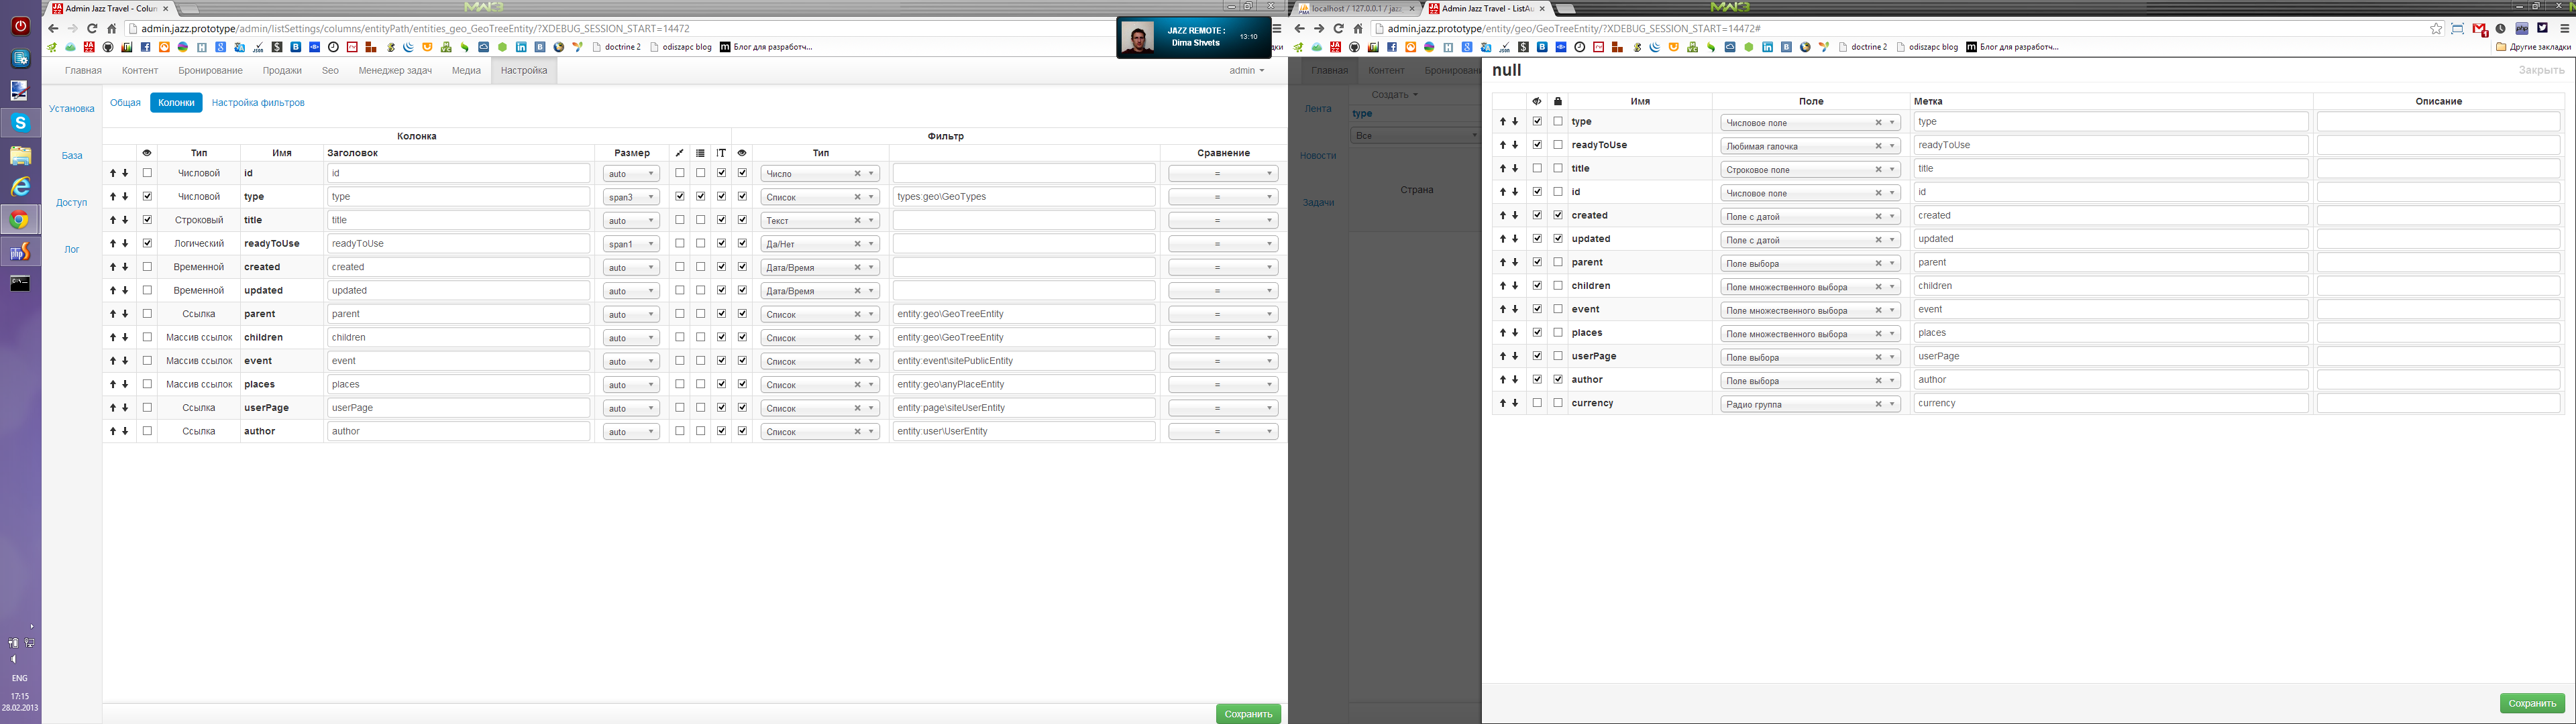 Admin Jazz Travel - Colum
MW3
admin.jazz.prototype/admin/listSettings/columns/entityPath/entities_geo_GeoTreeEntity/?XDEBUG_SESSION_START=14472
JAZZ REMOTE :
Dima Shvets
13:10
doctrine 2
odiszapc blog
Блог для разработч...
Главная
Контент
Бронирование
Продажи
Seo
Менеджер задач
Медиа
Настройка
admin
Установка
База
Доступ
Лог
Общая
Колонки
Настройка фильтров
Колонка
Фильтр
Тип Имя Заголовок Размер Тип Сравнение
Числовой id id auto Число =
Числовой type type span3 Список types:geo\GeoTypes =
Строковый title title auto Текст =
Логический readyToUse readyToUse span1 Да/Нет =
Временной created created auto Дата/Время =
Временной updated updated auto Дата/Время =
Ссылка parent parent auto Список entity:geo\GeoTreeEntity =
Массив ссылок children children auto Список entity:geo\GeoTreeEntity =
Массив ссылок event event auto Список entity:event\sitePublicEntity =
Массив ссылок places places auto Список entity:geo\anyPlaceEntity =
Ссылка userPage userPage auto Список entity:page\siteUserEntity =
Ссылка author author auto Список entity:user\UserEntity =
Сохранить
ENG
17:15
28.02.2013
localhost / 127.0.0.1 / jaz
Admin Jazz Travel - ListAu
MW3
admin.jazz.prototype/entity/geo/GeoTreeEntity/?XDEBUG_SESSION_START=14472#
дки
doctrine 2
odiszapc blog
Блог для разработч...
Другие закладки
Главная
Контент
Бронировани
Лента
Новости
Задачи
Создать
type
Все
Страна
null
Закрыть
Имя Поле Метка Описание
type Числовое поле type
readyToUse Любимая галочка readyToUse
title Строковое поле title
id Числовое поле id
created Поле с датой created
updated Поле с датой updated
parent Поле выбора parent
children Поле множественного выбора children
event Поле множественного выбора event
places Поле множественного выбора places
userPage Поле выбора userPage
author Поле выбора author
currency Радио группа currency
Сохранить